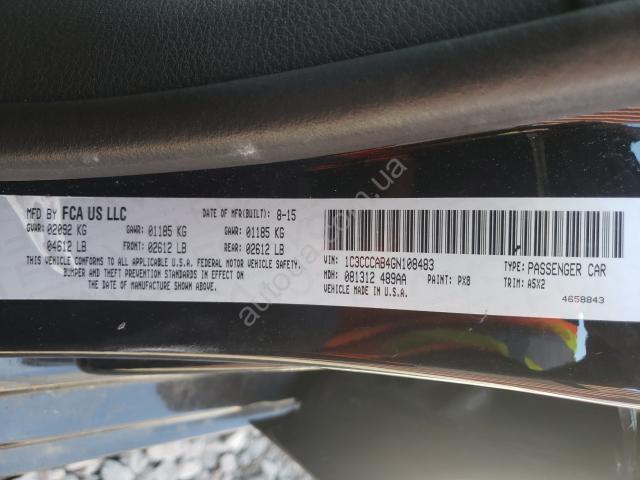 MFD BY FCA US LLC
DATE OF MFR(BUILT): 8-15
GVWR: 02092 KG GAWR: 01185 KG GAWR: 01185 KG
04612 LB FRONT: 02612 LB REAR: 02612 LB
THIS VEHICLE CONFORMS TO ALL APPLICABLE U.S.A. FEDERAL MOTOR VEHICLE SAFETY,
BUMPER AND THEFT PREVENTION STANDARDS IN EFFECT ON
THE DATE OF MANUFACTURE SHOWN ABOVE.
VIN: 1C3CCCAB4GN108483 TYPE: PASSENGER CAR
MDH: 081312 489AA PAINT: PX8 TRIM: A5X2
VEHICLE MADE IN U.S.A.
4658843
autoga.com.ua